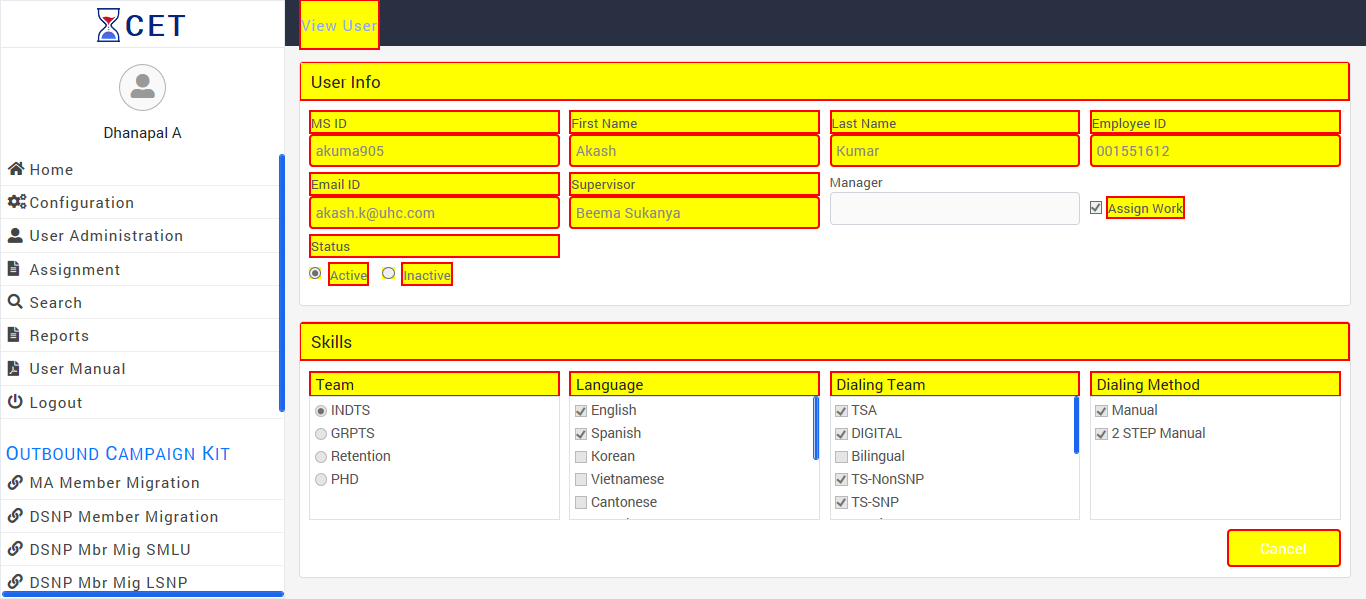 CET
View User
Dhanapal A
Home
Configuration
User Administration
Assignment
Search
Reports
User Manual
Logout
OUTBOUND CAMPAIGN KIT
MA Member Migration
DSNP Member Migration
DSNP Mbr Mig SMLU
DSNP Mbr Mig LSNP
User Info
MS ID First Name Last Name Employee ID
akuma905 Akash Kumar 001551612
Email ID Supervisor Manager
akash.k@uhc.com Beema Sukanya Assign Work
Status
Active Inactive
Skills
Team Language Dialing Team Dialing Method
INDTS English TSA Manual
GRPTS Spanish DIGITAL 2 STEP Manual
Retention Korean Bilingual
PHD Vietnamese TS-NonSNP
Cantonese TS-SNP
Cancel